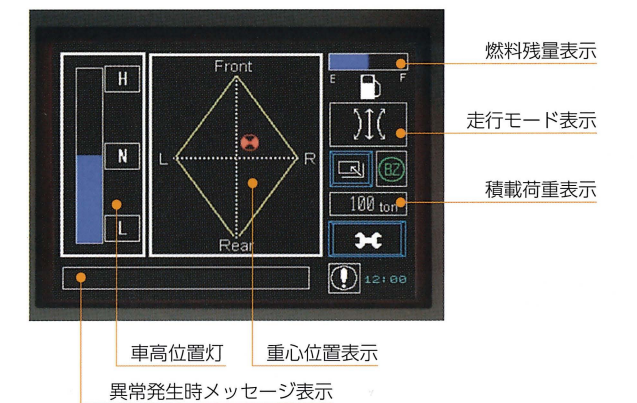 Front
H
N
L
L
R
Rear
E
F
BZ
100 ton
12:00
燃料残量表示
走行モード表示
積載荷重表示
車高位置灯
重心位置表示
異常発生時メッセージ表示